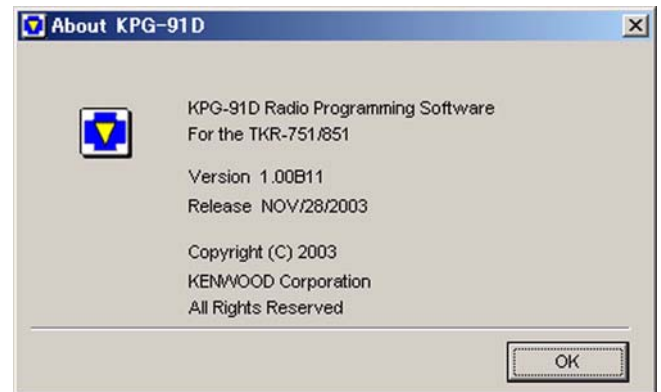 About KPG-91D
KPG-91D Radio Programming Software
For the TKR-751/851
Version 1.00B11
Release NOV/28/2003
Copyright (C) 2003
KENWOOD Corporation
All Rights Reserved
OK